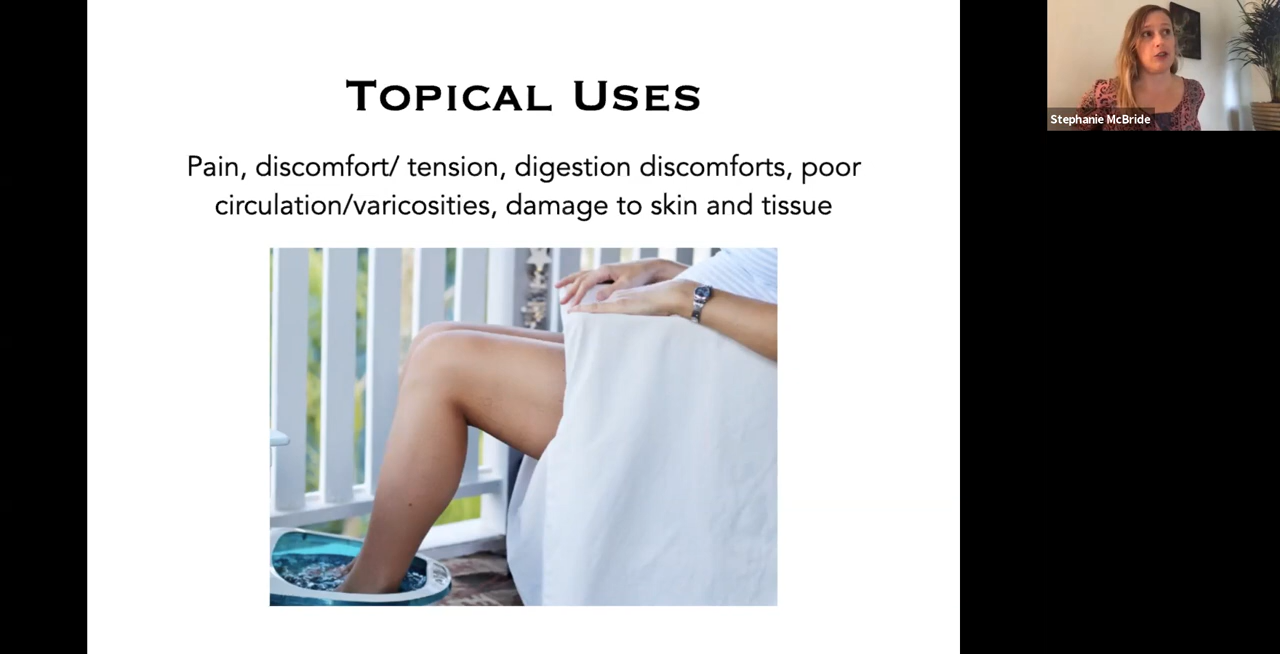 Topical Uses
Pain, discomfort/ tension, digestion discomforts, poor
circulation/varicosities, damage to skin and tissue
Stephanie McBride